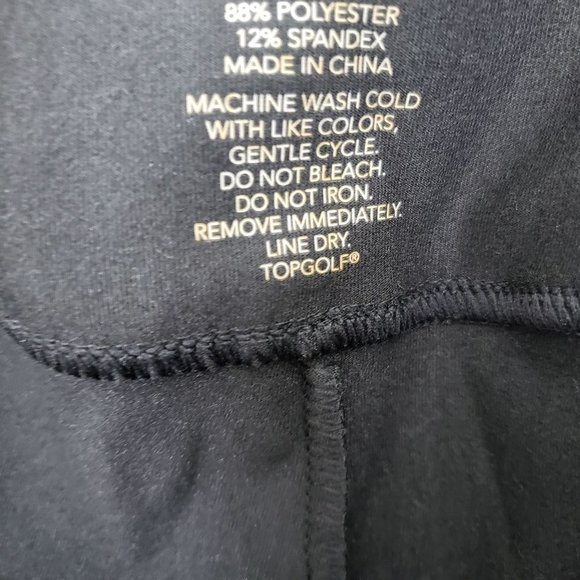 88% POLYESTER
12% SPANDEX
MADE IN CHINA
MACHINE WASH COLD
WITH LIKE COLORS,
GENTLE CYCLE.
DO NOT BLEACH.
DO NOT IRON.
REMOVE IMMEDIATELY.
LINE DRY.
TOPGOLF®